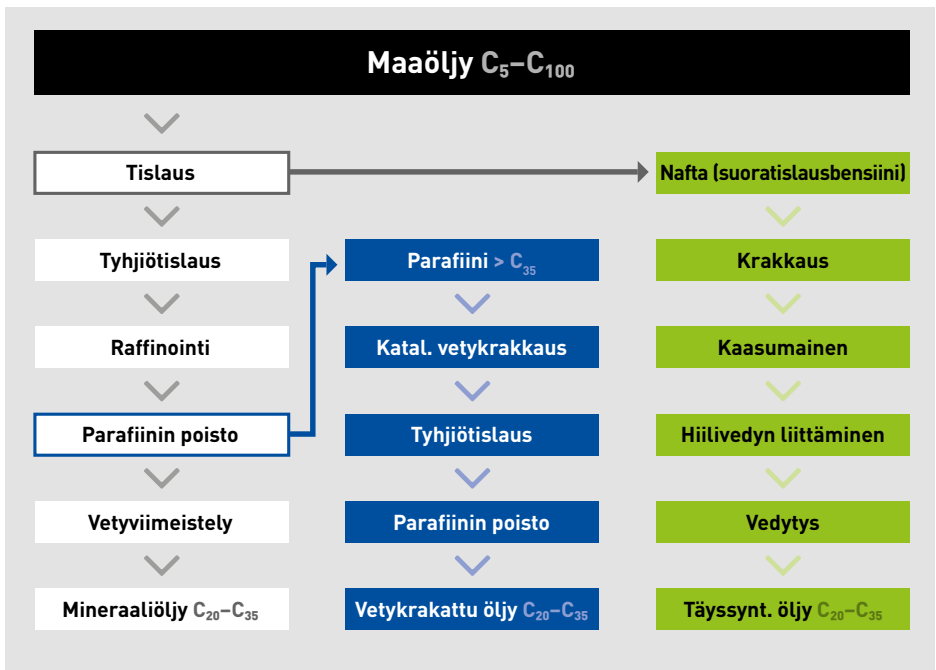 Maaöljy C₅–C₁₀₀
Tislaus
Tyhjiötislaus
Raffinointi
Parafiinin poisto
Vetyviimeistely
Mineraaliöljy C₂₀–C₃₅
Parafiini > C₃₅
Katal. vetykrakkaus
Tyhjiötislaus
Parafiinin poisto
Vetykrakattu öljy C₂₀–C₃₅
Nafta (suoratislausbensiini)
Krakkaus
Kaasumainen
Hiilivedyn liittäminen
Vedytys
Täyssynt. öljy C₂₀–C₃₅